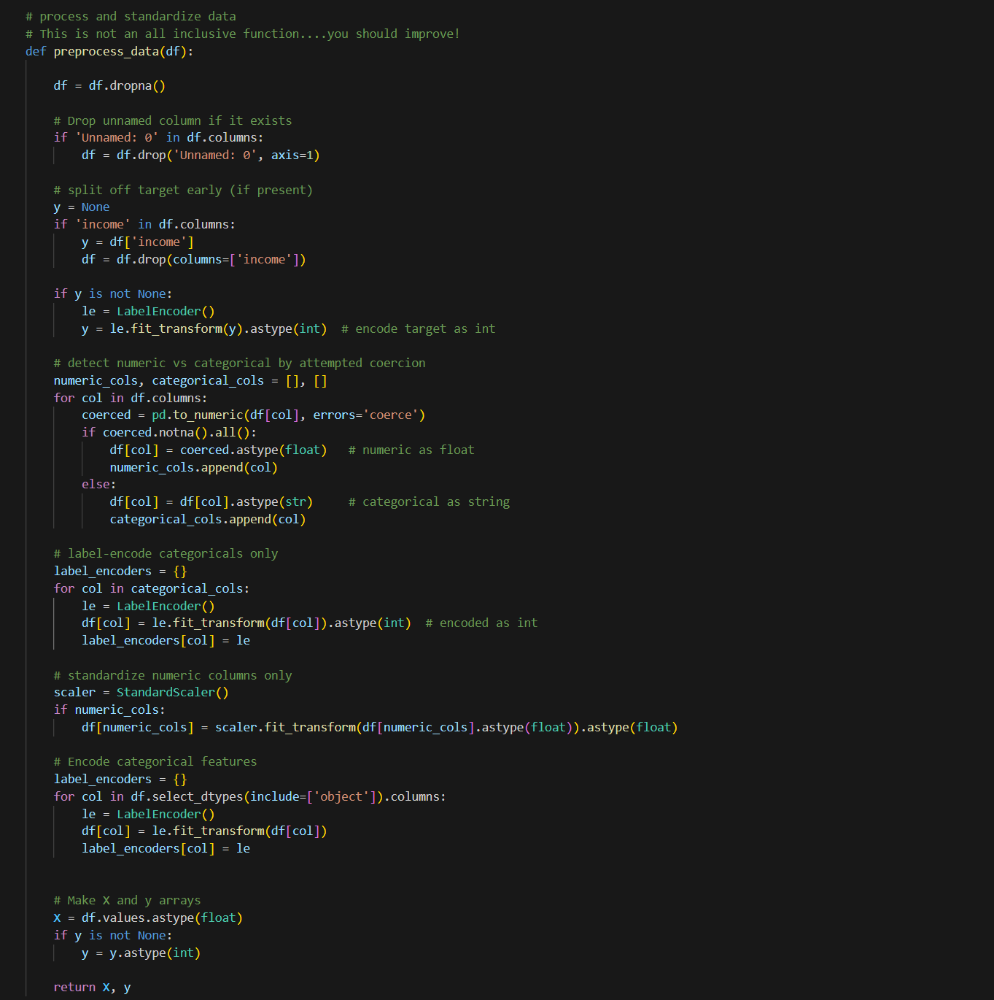 # process and standardize data
# This is not an all inclusive function....you should improve!
def preprocess_data(df):

    df = df.dropna()

    # Drop unnamed column if it exists
    if 'Unnamed: 0' in df.columns:
        df = df.drop('Unnamed: 0', axis=1)

    # split off target early (if present)
    y = None
    if 'income' in df.columns:
        y = df['income']
        df = df.drop(columns=['income'])

    if y is not None:
        le = LabelEncoder()
        y = le.fit_transform(y).astype(int)  # encode target as int

    # detect numeric vs categorical by attempted coercion
    numeric_cols, categorical_cols = [], []
    for col in df.columns:
        coerced = pd.to_numeric(df[col], errors='coerce')
        if coerced.notna().all():
            df[col] = coerced.astype(float)   # numeric as float
            numeric_cols.append(col)
        else:
            df[col] = df[col].astype(str)     # categorical as string
            categorical_cols.append(col)

    # label-encode categoricals only
    label_encoders = {}
    for col in categorical_cols:
        le = LabelEncoder()
        df[col] = le.fit_transform(df[col]).astype(int)  # encoded as int
        label_encoders[col] = le

    # standardize numeric columns only
    scaler = StandardScaler()
    if numeric_cols:
        df[numeric_cols] = scaler.fit_transform(df[numeric_cols].astype(float)).astype(float)

    # Encode categorical features
    label_encoders = {}
    for col in df.select_dtypes(include=['object']).columns:
        le = LabelEncoder()
        df[col] = le.fit_transform(df[col])
        label_encoders[col] = le


    # Make X and y arrays
    X = df.values.astype(float)
    if y is not None:
        y = y.astype(int)

    return X, y